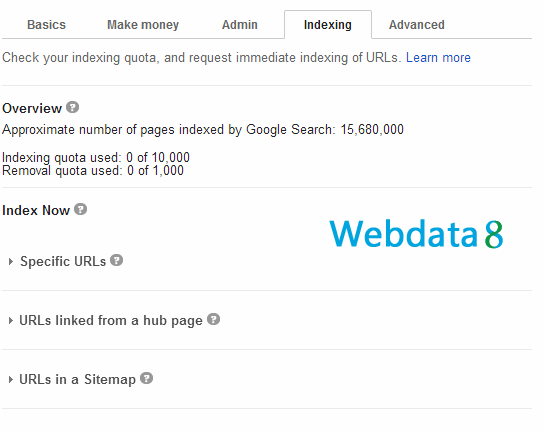 Basics Make money Admin Indexing Advanced
Check your indexing quota, and request immediate indexing of URLs. Learn more
Overview ?
Approximate number of pages indexed by Google Search: 15,680,000
Indexing quota used: 0 of 10,000
Removal quota used: 0 of 1,000
Index Now ?
Webdata8
Specific URLs ?
URLs linked from a hub page ?
URLs in a Sitemap ?